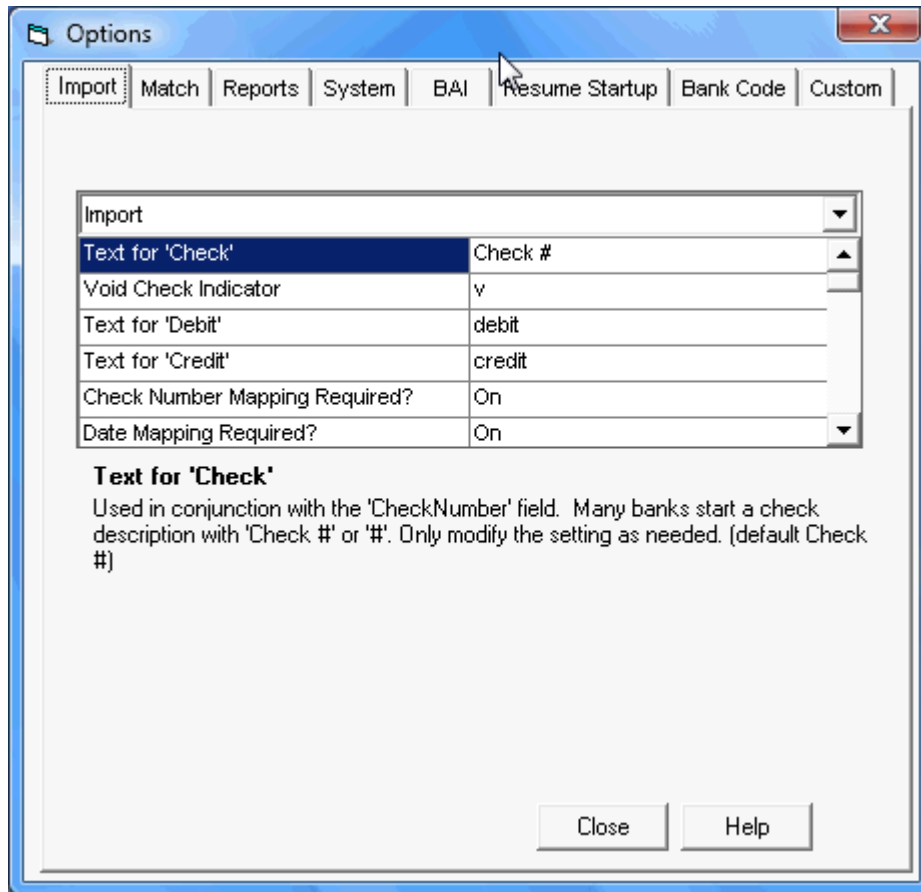 Options
Import Match Reports System BAI Resume Startup Bank Code Custom
Import
Text for 'Check' Check #
Void Check Indicator v
Text for 'Debit' debit
Text for 'Credit' credit
Check Number Mapping Required? On
Date Mapping Required? On
Text for 'Check'
Used in conjunction with the 'CheckNumber' field.  Many banks start a check
description with 'Check #' or '#'. Only modify the setting as needed. (default Check
#)
Close Help